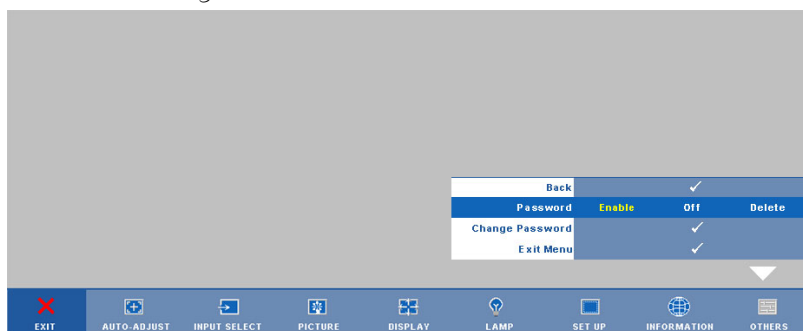 Back
Password Enable Off Delete
Change Password
Exit Menu
EXIT AUTO-ADJUST INPUT SELECT PICTURE DISPLAY LAMP SET UP INFORMATION OTHERS